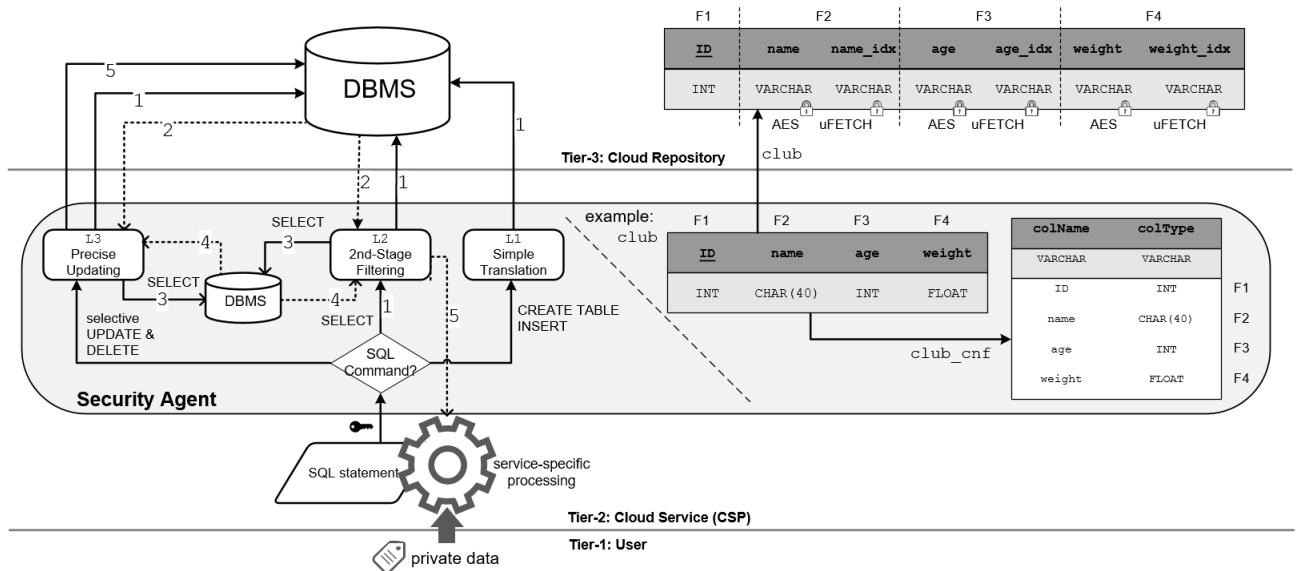 F1 F2 F3 F4
ID name name_idx age age_idx weight weight_idx
INT VARCHAR VARCHAR VARCHAR VARCHAR VARCHAR VARCHAR
AES uFETCH AES uFETCH AES uFETCH
club
DBMS
5
1
2
2
1
1
Tier-3: Cloud Repository
L3
Precise
Updating
L2
2nd-Stage
Filtering
L1
Simple
Translation
SELECT
3
4
SELECT
3
DBMS
4
SELECT
1
5
selective
UPDATE &
DELETE
CREATE TABLE
INSERT
SQL
Command?
Security Agent
example:
club
F1 F2 F3 F4
ID name age weight
INT CHAR(40) INT FLOAT
club_cnf
colName colType
VARCHAR VARCHAR
ID INT F1
name CHAR(40) F2
age INT F3
weight FLOAT F4
SQL statement
service-specific
processing
Tier-2: Cloud Service (CSP)
Tier-1: User
private data